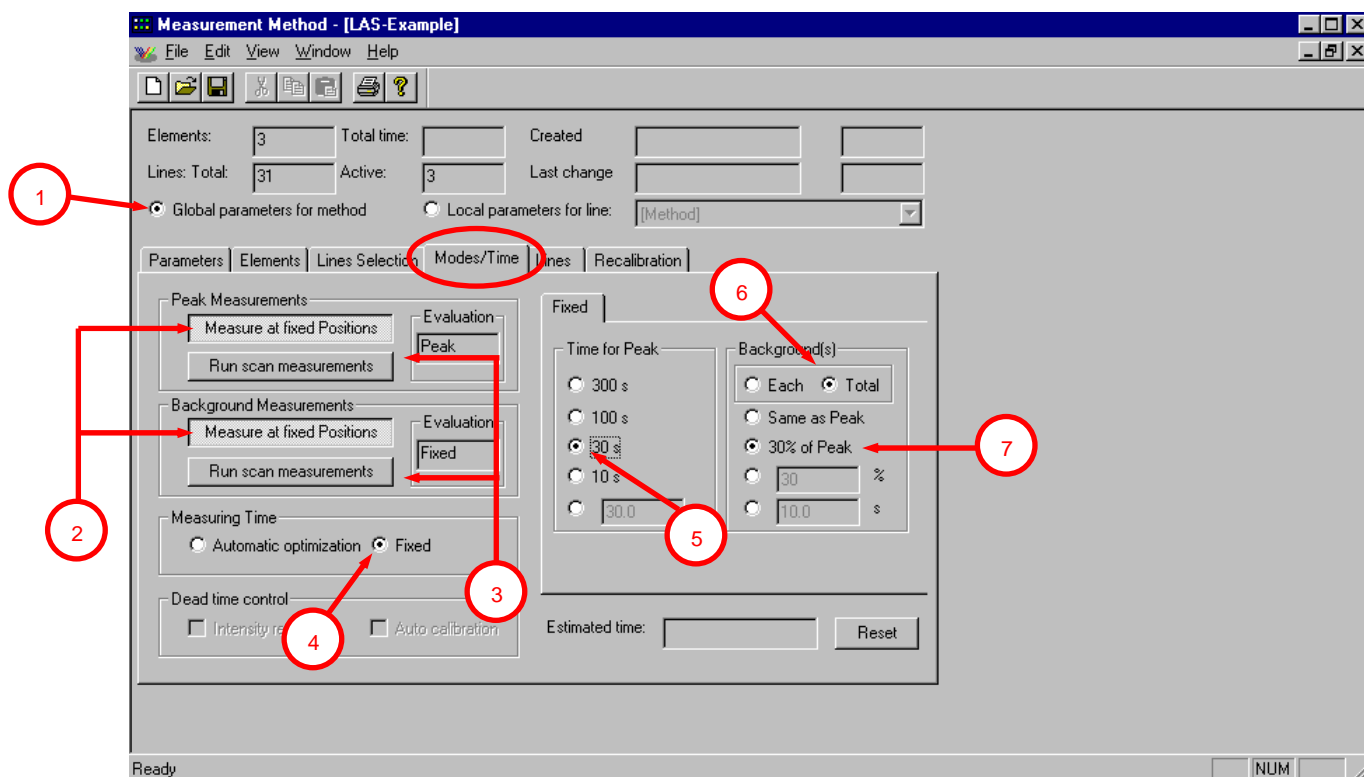 Measurement Method - [LAS-Example]
File Edit View Window Help
Elements: 3 Total time: Created
Lines: Total: 31 Active: 3 Last change
1
Global parameters for method Local parameters for line: [Method]
Parameters Elements Lines Selection Modes/Time Lines Recalibration
Peak Measurements
Measure at fixed Positions
Run scan measurements
Evaluation
Peak
Background Measurements
Measure at fixed Positions
Run scan measurements
Evaluation
Fixed
2
3
Measuring Time
Automatic optimization Fixed
4
Dead time control
Intensity re
Auto calibration
Fixed
Time for Peak
300 s
100 s
30 s
10 s
30.0
5
6
Background(s)
Each Total
Same as Peak
30% of Peak
30 %
10.0 s
7
Estimated time: Reset
Ready NUM